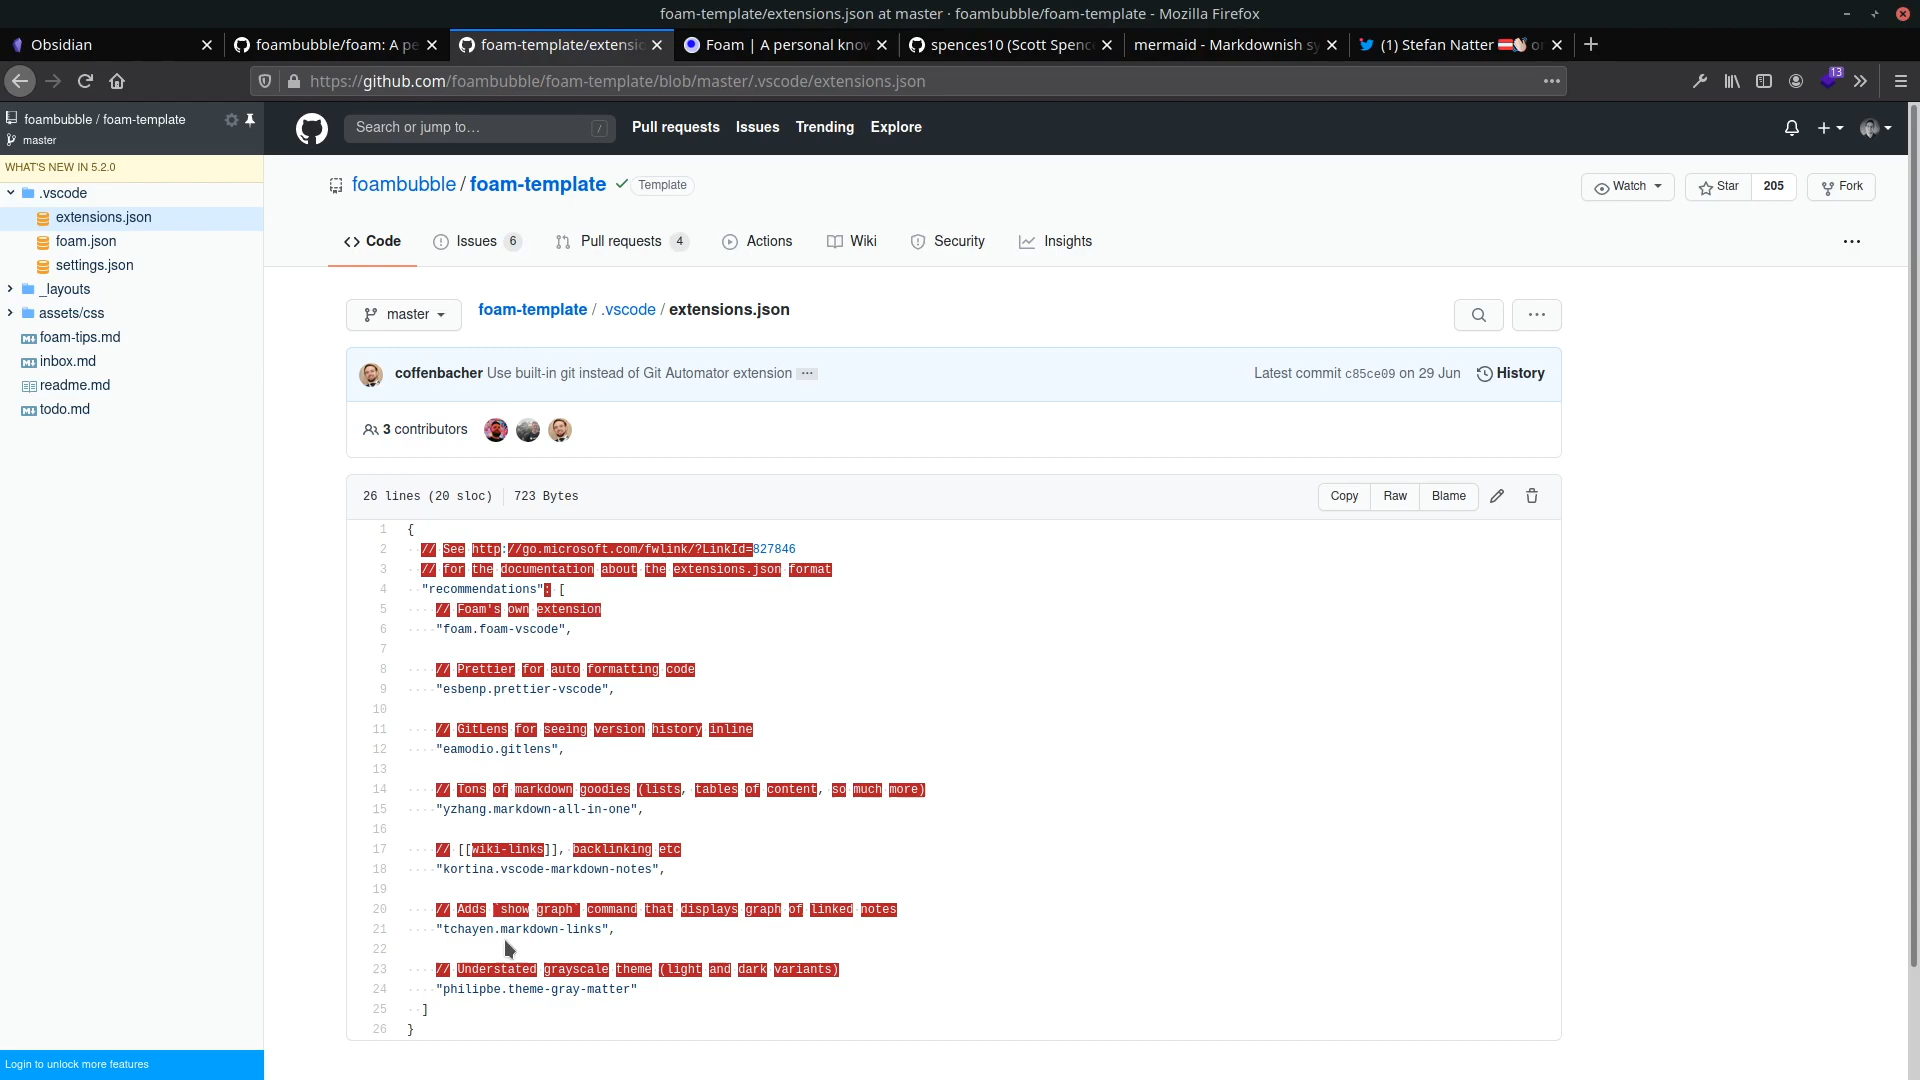 foam-template/extensions.json at master · foambubble/foam-template - Mozilla Firefox
Obsidian
foambubble/foam: A pe
foam-template/extensio
Foam | A personal know
spences10 (Scott Spence
mermaid - Markdownish sy
(1) Stefan Natter
https://github.com/foambubble/foam-template/blob/master/.vscode/extensions.json
13
foambubble / foam-template
master
WHAT'S NEW IN 5.2.0
.vscode
extensions.json
foam.json
settings.json
_layouts
assets/css
foam-tips.md
inbox.md
readme.md
todo.md
Login to unlock more features
Search or jump to…
/
Pull requests
Issues
Trending
Explore
foambubble / foam-template
Template
Watch
Star
205
Fork
Code
Issues 6
Pull requests 4
Actions
Wiki
Security
Insights
master
foam-template / .vscode / extensions.json
coffenbacher Use built-in git instead of Git Automator extension
Latest commit c85ce09 on 29 Jun
History
3 contributors
26 lines (20 sloc)
723 Bytes
Copy
Raw
Blame
1 {
2 // See http://go.microsoft.com/fwlink/?LinkId=827846
3 // for the documentation about the extensions.json format
4 "recommendations": [
5 // Foam's own extension
6 "foam.foam-vscode",
7
8 // Prettier for auto formatting code
9 "esbenp.prettier-vscode",
10
11 // GitLens for seeing version history inline
12 "eamodio.gitlens",
13
14 // Tons of markdown goodies (lists, tables of content, so much more)
15 "yzhang.markdown-all-in-one",
16
17 // [[wiki-links]], backlinking etc
18 "kortina.vscode-markdown-notes",
19
20 // Adds `show graph` command that displays graph of linked notes
21 "tchayen.markdown-links",
22
23 // Understated grayscale theme (light and dark variants)
24 "philipbe.theme-gray-matter"
25 ]
26 }